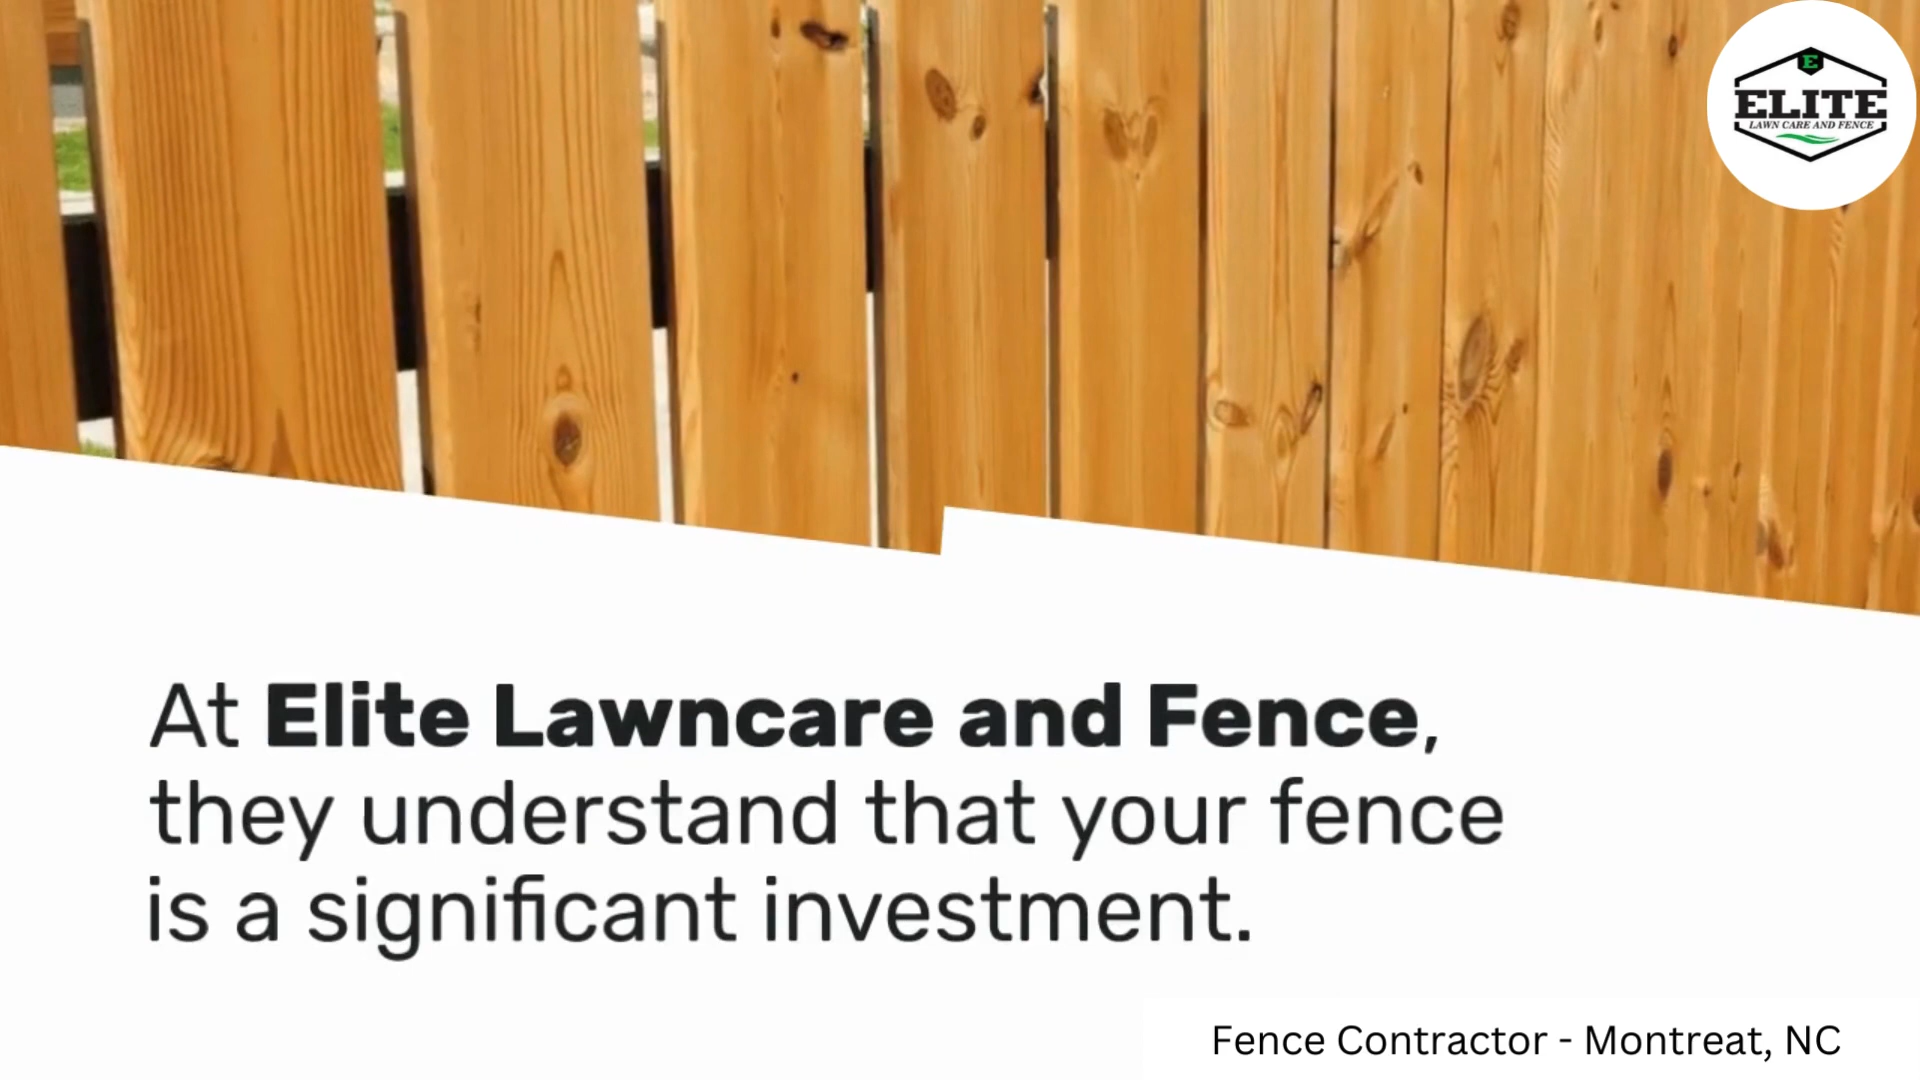 E
ELITE
LAWN CARE AND FENCE
At Elite Lawncare and Fence,
they understand that your fence
is a significant investment.
Fence Contractor - Montreat, NC